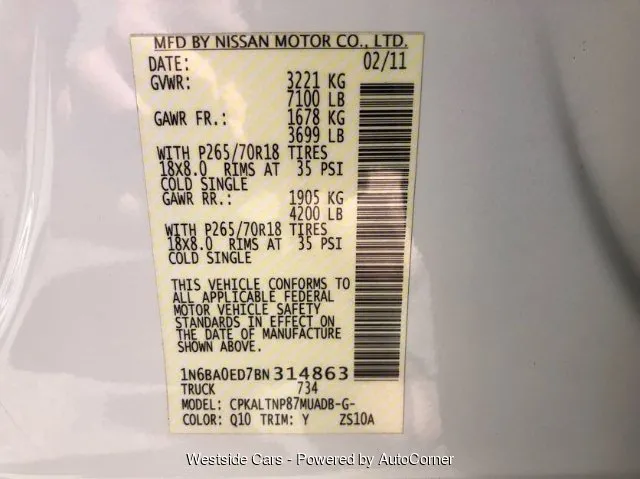 MFD BY NISSAN MOTOR CO., LTD.
DATE: 02/11
GVWR: 3221 KG
7100 LB
GAWR FR.: 1678 KG
3699 LB
WITH P265/70R18 TIRES
18X8.0 RIMS AT 35 PSI
COLD SINGLE
GAWR RR.: 1905 KG
4200 LB
WITH P265/70R18 TIRES
18X8.0 RIMS AT 35 PSI
COLD SINGLE
THIS VEHICLE CONFORMS TO
ALL APPLICABLE FEDERAL
MOTOR VEHICLE SAFETY
STANDARDS IN EFFECT ON
THE DATE OF MANUFACTURE
SHOWN ABOVE.
1N6BA0ED7BN314863
TRUCK 734
MODEL: CPKALTNP87MUADB-G-
COLOR: Q10 TRIM: Y ZS10A
Westside Cars - Powered by AutoCorner